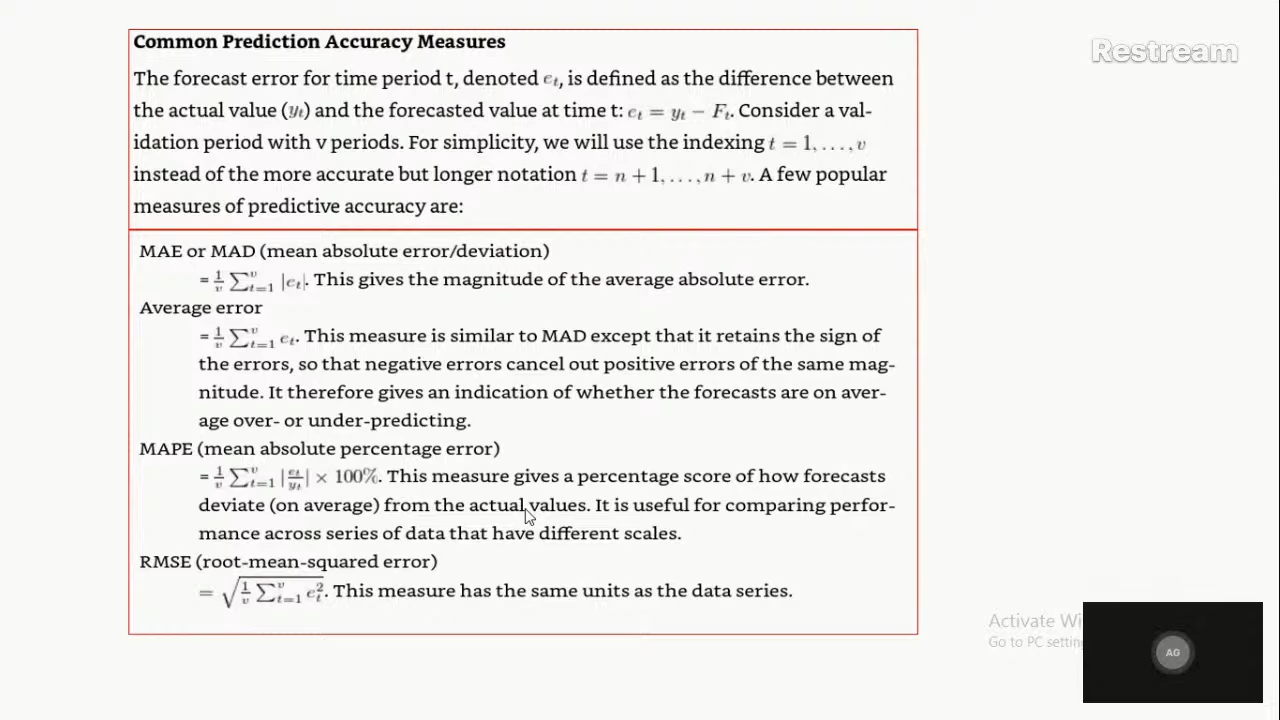 Common Prediction Accuracy Measures
Restream
The forecast error for time period t, denoted eₜ, is defined as the difference between
the actual value (yₜ) and the forecasted value at time t: eₜ = yₜ − Fₜ. Consider a val-
idation period with v periods. For simplicity, we will use the indexing t = 1, . . . , v
instead of the more accurate but longer notation t = n + 1, . . . , n + v. A few popular
measures of predictive accuracy are:
MAE or MAD (mean absolute error/deviation)
= 1/v ∑ᵛₜ₌₁ |eₜ|. This gives the magnitude of the average absolute error.
Average error
= 1/v ∑ᵛₜ₌₁ eₜ. This measure is similar to MAD except that it retains the sign of
the errors, so that negative errors cancel out positive errors of the same mag-
nitude. It therefore gives an indication of whether the forecasts are on aver-
age over- or under-predicting.
MAPE (mean absolute percentage error)
= 1/v ∑ᵛₜ₌₁ |eₜ/yₜ| × 100%. This measure gives a percentage score of how forecasts
deviate (on average) from the actual values. It is useful for comparing perfor-
mance across series of data that have different scales.
RMSE (root-mean-squared error)
= √(1/v ∑ᵛₜ₌₁ eₜ²). This measure has the same units as the data series.
Activate Wi
Go to PC settin
AG